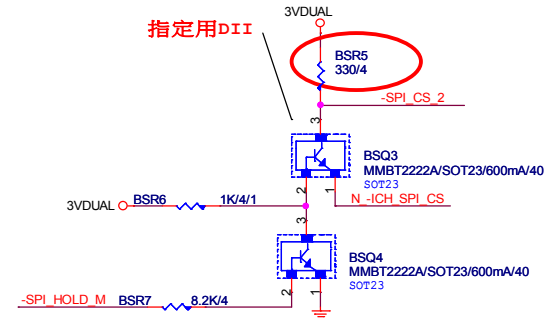 3VDUAL
指定用DII
BSR5
330/4
-SPI_CS_2
3
BSQ3
MMBT2222A/SOT23/600mA/40
SOT23
2
1
N_-ICH_SPI_CS
3VDUAL
BSR6
1K/4/1
3
BSQ4
MMBT2222A/SOT23/600mA/40
SOT23
2
1
-SPI_HOLD_M
BSR7
8.2K/4